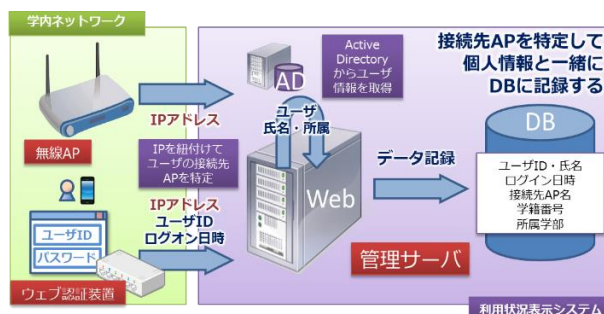 学内ネットワーク
無線AP
IPアドレス
IPを紐付けて
ユーザの接続先
APを特定
IPアドレス
ユーザID
ログオン日時
ユーザID
パスワード
ウェブ認証装置
AD
Active
Directory
からユーザ
情報を取得
ユーザ
氏名・所属
Web
管理サーバ
データ記録
接続先APを特定して
個人情報と一緒に
DBに記録する
DB
ユーザID・氏名
ログイン日時
接続先AP名
学籍番号
所属学部
利用状況表示システム